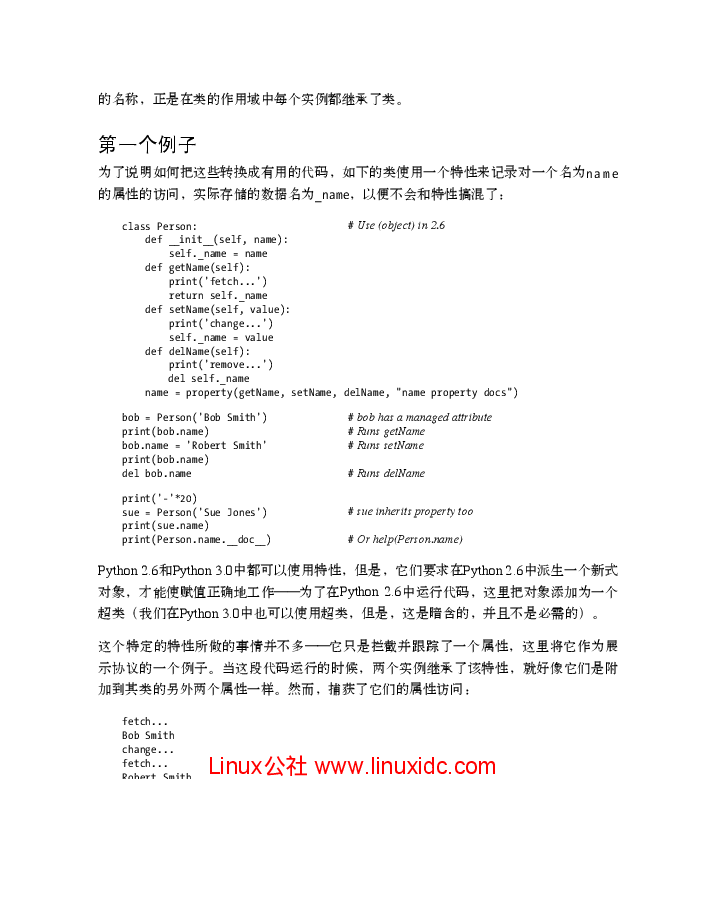 的名称，正是在类的作用域中每个实例都继承了类。
第一个例子
为了说明如何把这些转换成有用的代码，如下的类使用一个特性来记录对一个名为name
的属性的访问，实际存储的数据名为_name，以便不会和特性搞混了：
class Person: # Use (object) in 2.6
    def __init__(self, name):
        self._name = name
    def getName(self):
        print('fetch...')
        return self._name
    def setName(self, value):
        print('change...')
        self._name = value
    def delName(self):
        print('remove...')
        del self._name
    name = property(getName, setName, delName, "name property docs")
bob = Person('Bob Smith') # bob has a managed attribute
print(bob.name) # Runs getName
bob.name = 'Robert Smith' # Runs setName
print(bob.name)
del bob.name # Runs delName
print('-'*20)
sue = Person('Sue Jones') # sue inherits property too
print(sue.name)
print(Person.name.__doc__) # Or help(Person.name)
Python 2.6和Python 3.0中都可以使用特性，但是，它们要求在Python 2.6中派生一个新式
对象，才能使赋值正确地工作——为了在Python 2.6中运行代码，这里把对象添加为一个
超类（我们在Python 3.0中也可以使用超类，但是，这是暗含的，并且不是必需的）。
这个特定的特性所做的事情并不多——它只是拦截并跟踪了一个属性，这里将它作为展
示协议的一个例子。当这段代码运行的时候，两个实例继承了该特性，就好像它们是附
加到其类的另外两个属性一样。然而，捕获了它们的属性访问：
fetch...
Bob Smith
change...
fetch...
Robert Smith
Linux公社 www.linuxidc.com